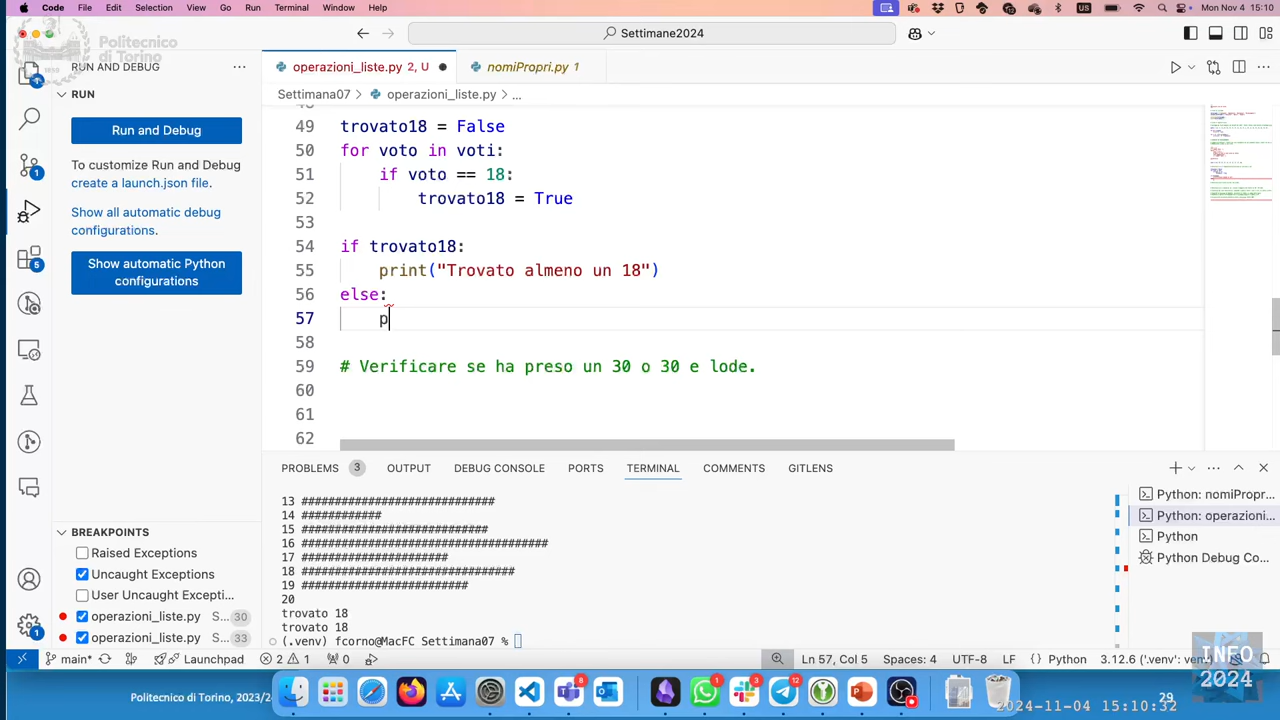 Code File Edit Selection View Go Run Terminal Window Help US Mon Nov 4 15:10
Politecnico
di Torino
Settimane2024
RUN AND DEBUG ...
operazioni_liste.py 2, U
nomiPropri.py 1
RUN
Settimana07 > operazioni_liste.py > ...
Run and Debug
To customize Run and Debug
create a launch.json file.
Show all automatic debug
configurations.
Show automatic Python
configurations
49 trovato18 = False
50 for voto in voti:
51 if voto == 18:
52 trovato18 = True
53
54 if trovato18:
55 print("Trovato almeno un 18")
56 else:
57 p
58
59 # Verificare se ha preso un 30 o 30 e lode.
60
61
62
PROBLEMS 3 OUTPUT DEBUG CONSOLE PORTS TERMINAL COMMENTS GITLENS
13 #############################
14 ############
15 ############################
16 #####################################
17 ######################
18 ################################
19 #########################
20
trovato 18
trovato 18
(.venv) fcorno@MacFC Settimana07 %
Python: nomiPropr...
Python: operazioni...
Python
Python Debug Co...
BREAKPOINTS
Raised Exceptions
Uncaught Exceptions
User Uncaught Excepti...
operazioni_liste.py S... 30
operazioni_liste.py S... 33
main* Launchpad 2 1 0 Ln 57, Col 5 Spaces: 4 UTF-8 LF Python 3.12.6 ('.venv': venv)
INFO
2024
Politecnico di Torino, 2023/2
29
2024-11-04 15:10:32